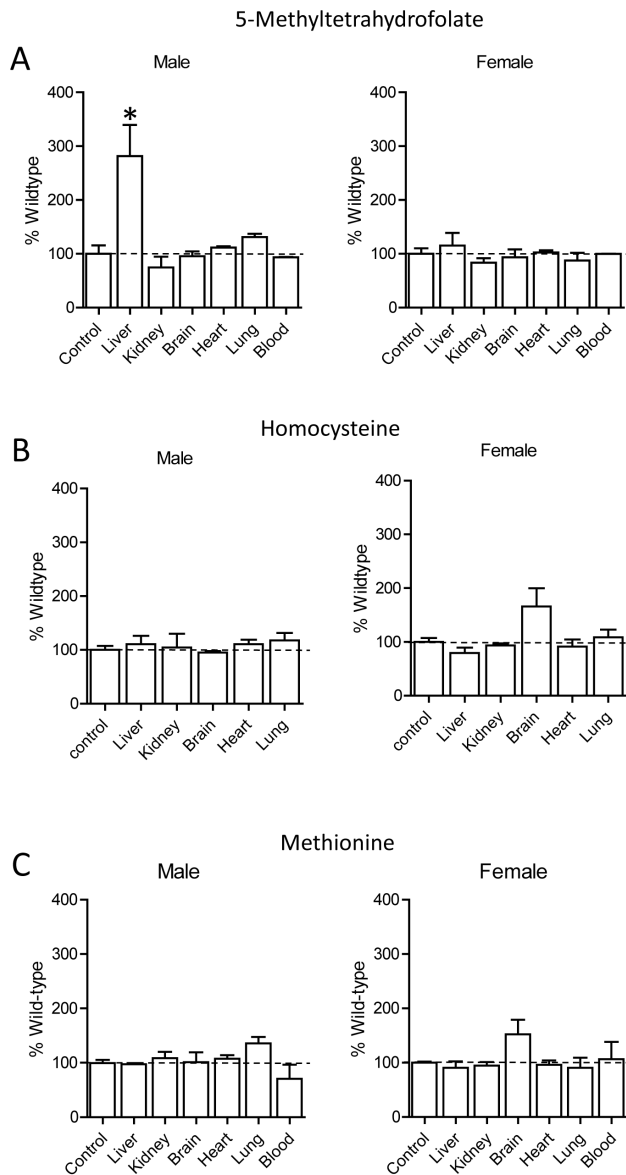 5-Methyltetrahydrofolate
A
Male
Female
% Wildtype
400
300
200
100
0
*
Control
Liver
Kidney
Brain
Heart
Lung
Blood
% Wildtype
400
300
200
100
0
Control
Liver
Kidney
Brain
Heart
Lung
Blood
Homocysteine
B
Male
Female
% Wildtype
400
300
200
100
0
control
Liver
Kidney
Brain
Heart
Lung
% Wildtype
400
300
200
100
0
control
Liver
Kidney
Brain
Heart
Lung
Methionine
C
Male
Female
% Wild-type
400
300
200
100
0
Control
Liver
Kidney
Brain
Heart
Lung
Blood
% Wild-type
400
300
200
100
0
Control
Liver
Kidney
Brain
Heart
Lung
Blood